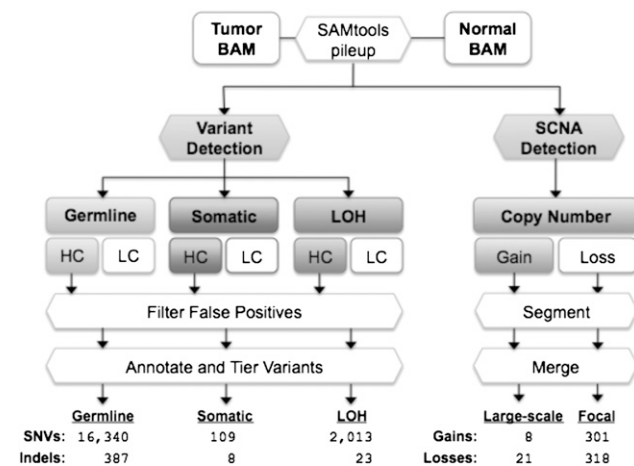 Tumor BAM
SAMtools pileup
Normal BAM
Variant Detection
SCNA Detection
Germline
Somatic
LOH
Copy Number
HC
LC
HC
LC
HC
LC
Gain
Loss
Filter False Positives
Segment
Annotate and Tier Variants
Merge
Germline Somatic LOH Large-scale Focal
SNVs: 16,340 109 2,013 Gains: 8 301
Indels: 387 8 23 Losses: 21 318